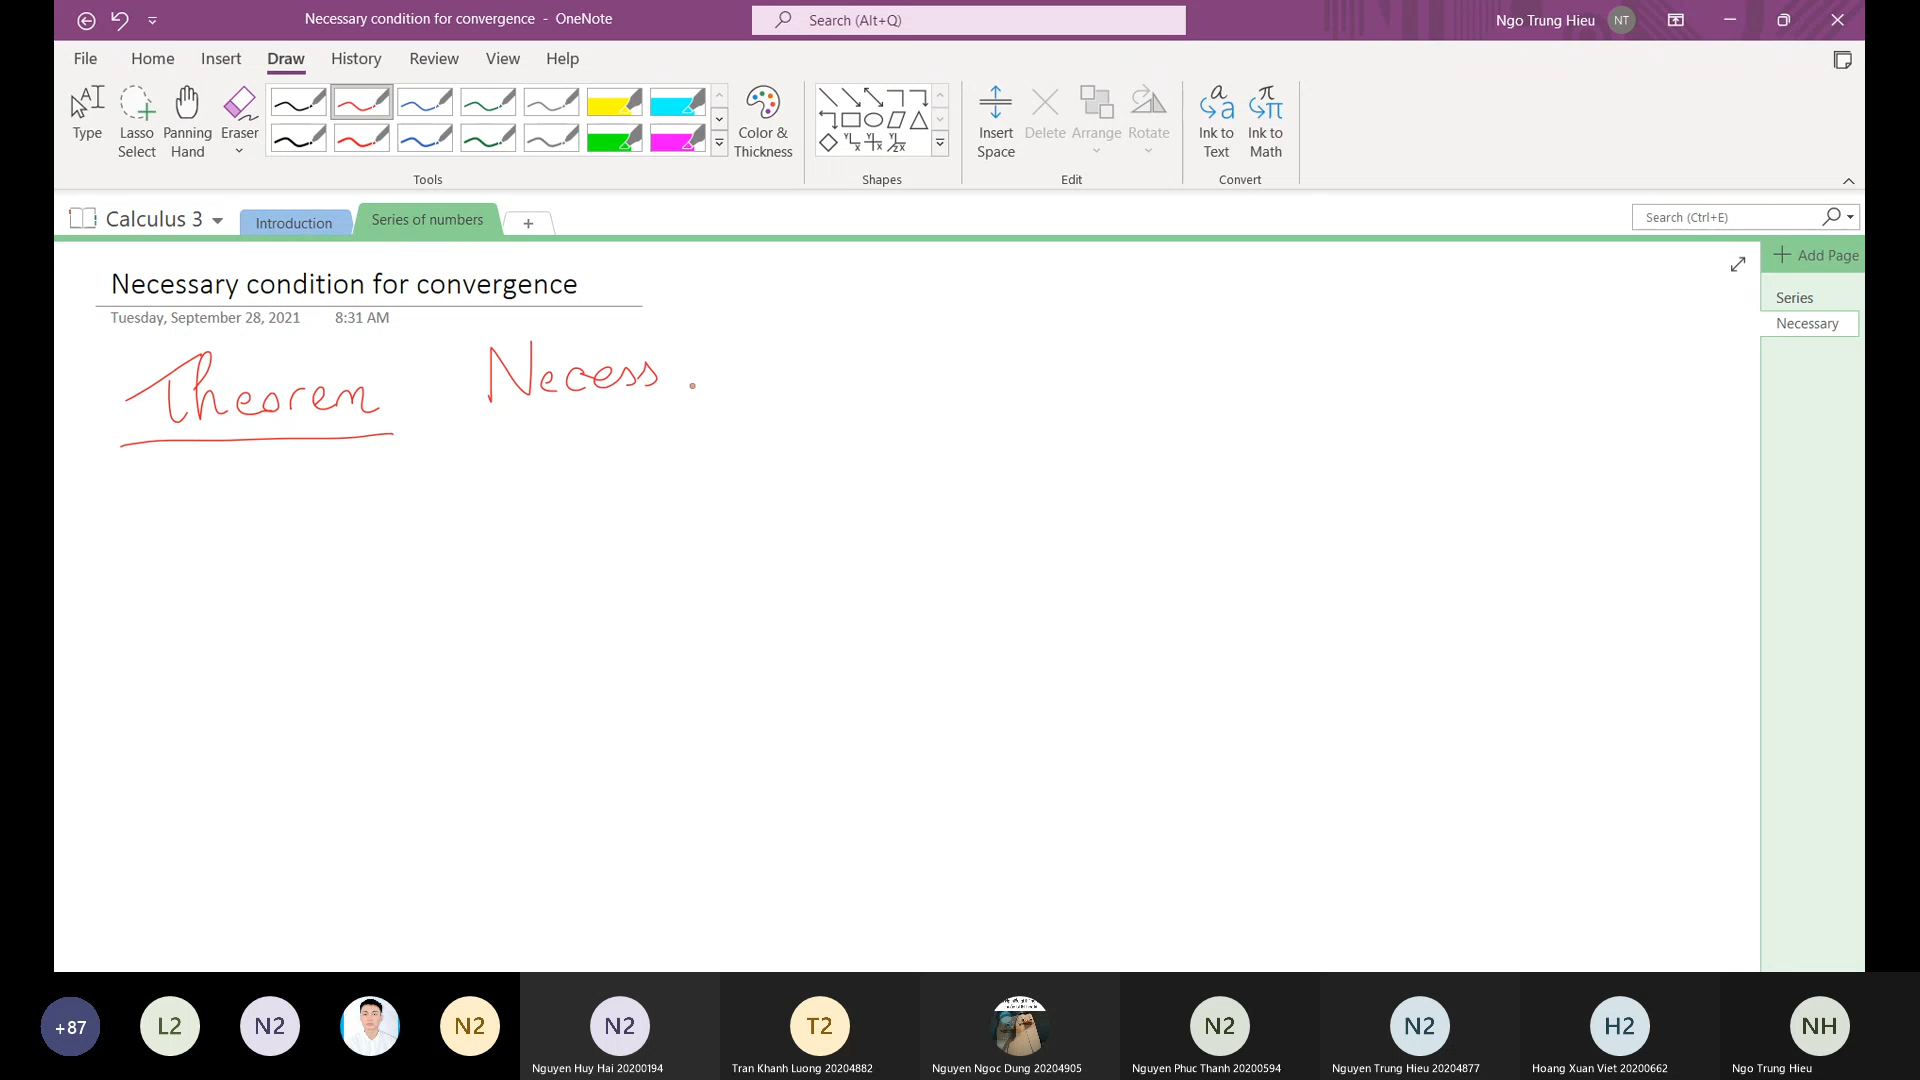 Necessary condition for convergence - OneNote
Search (Alt+Q)
Ngo Trung Hieu NT
File Home Insert Draw History Review View Help
Type
Lasso Select
Panning Hand
Eraser
Color & Thickness
Insert Space
Delete
Arrange
Rotate
Ink to Text
Ink to Math
Tools Shapes Edit Convert
Calculus 3 Introduction Series of numbers +
Search (Ctrl+E)
Add Page
Necessary condition for convergence
Series
Tuesday, September 28, 2021 8:31 AM
Necessary
Theorem Necess
+87 L2 N2 N2 N2 T2 N2 N2 H2 NH
Nguyen Huy Hai 20200194 Tran Khanh Luong 20204882 Nguyen Ngoc Dung 20204905 Nguyen Phuc Thanh 20200594 Nguyen Trung Hieu 20204877 Hoang Xuan Viet 20200662 Ngo Trung Hieu